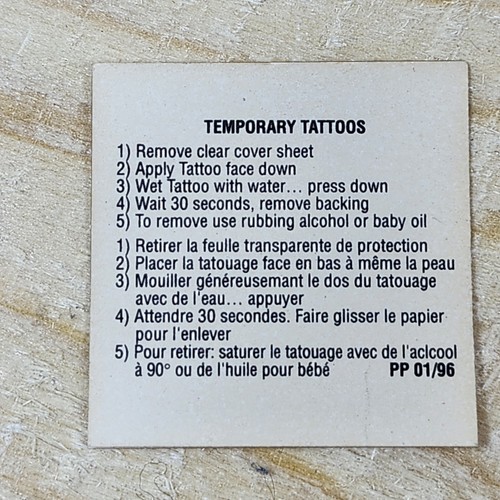 TEMPORARY TATTOOS
1) Remove clear cover sheet
2) Apply Tattoo face down
3) Wet Tattoo with water... press down
4) Wait 30 seconds, remove backing
5) To remove use rubbing alcohol or baby oil
1) Retirer la feuille transparente de protection
2) Placer la tatouage face en bas à même la peau
3) Mouiller généreusement le dos du tatouage
avec de l'eau... appuyer
4) Attendre 30 secondes. Faire glisser le papier
pour l'enlever
5) Pour retirer: saturer le tatouage avec de l'aclcool
à 90° ou de l'huile pour bébé PP 01/96